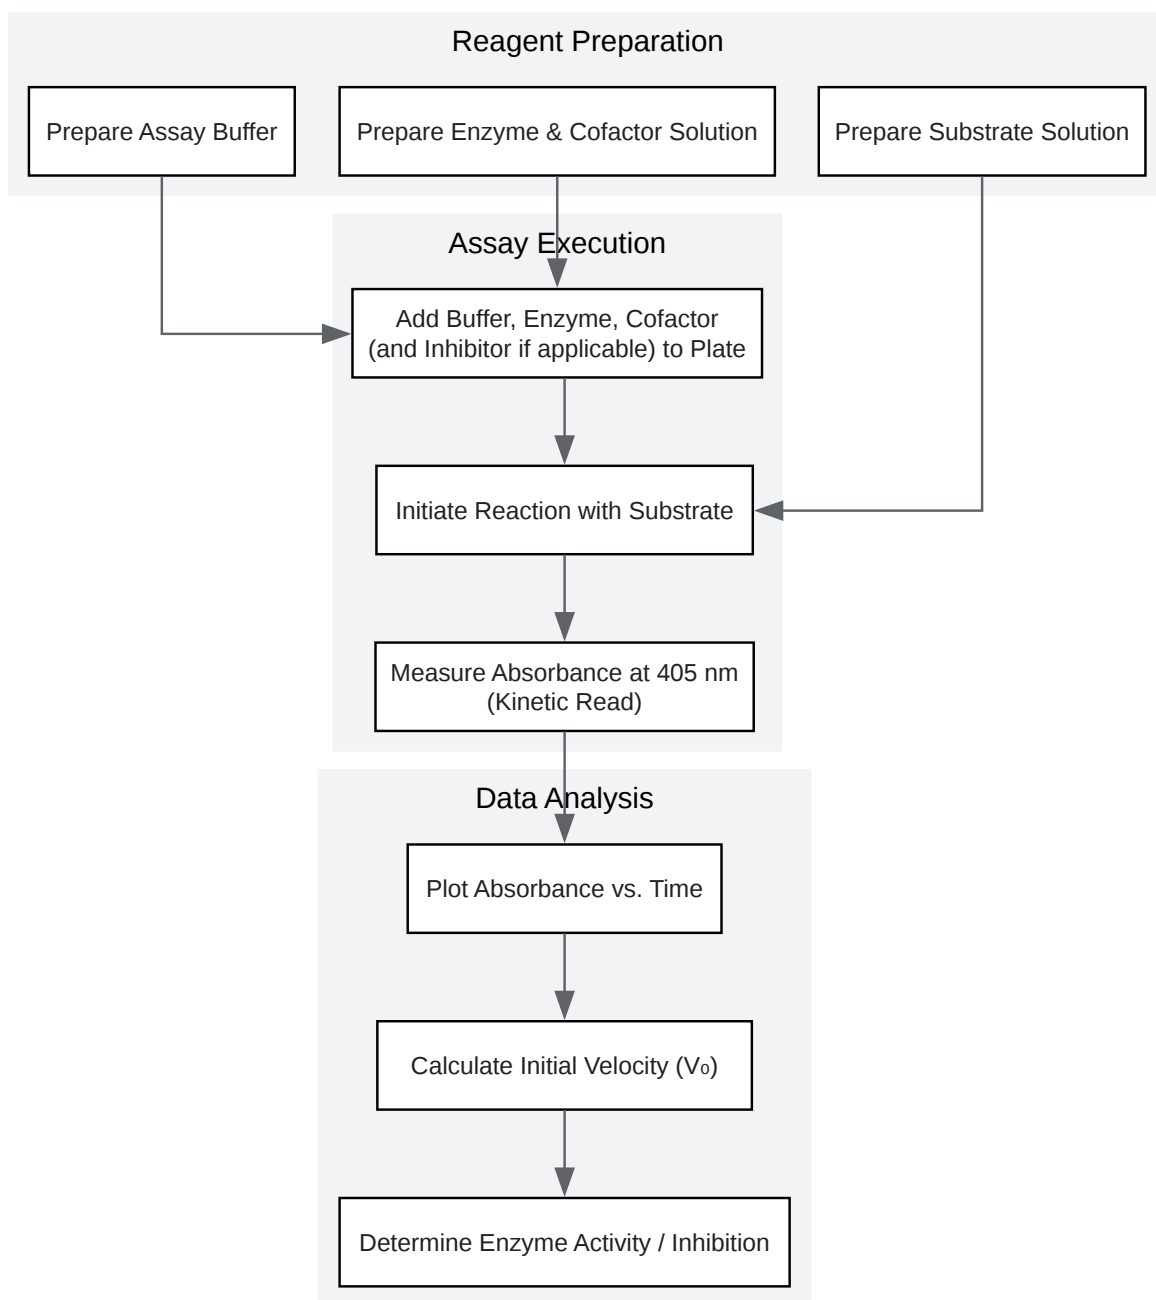 Reagent Preparation
Prepare Assay Buffer
Prepare Enzyme & Cofactor Solution
Prepare Substrate Solution
Assay Execution
Add Buffer, Enzyme, Cofactor
(and Inhibitor if applicable) to Plate
Initiate Reaction with Substrate
Measure Absorbance at 405 nm
(Kinetic Read)
Data Analysis
Plot Absorbance vs. Time
Calculate Initial Velocity (V₀)
Determine Enzyme Activity / Inhibition